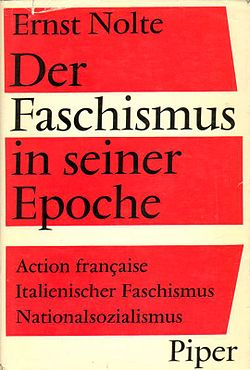 Ernst Nolte
Der
Faschismus
in seiner
Epoche
Action française
Italienischer Faschismus
Nationalsozialismus
Piper